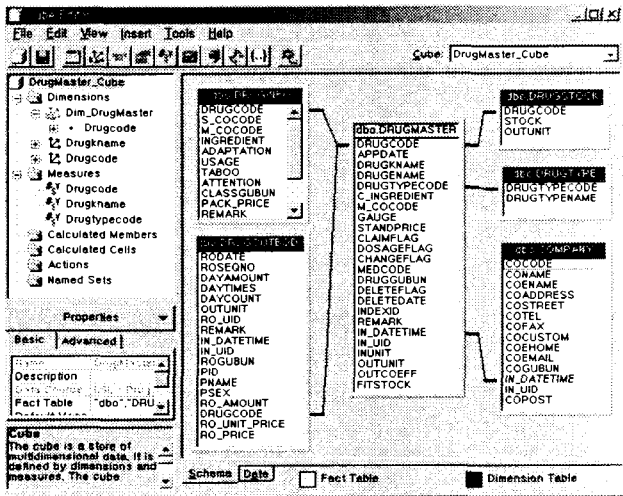 File Edit View Insert Tools Help
Cube: DrugMaster_Cube
DrugMaster_Cube
Dimensions
Dim_DrugMaster
Drugcode
Drugkname
Drugcode
Measures
Drugcode
Drugkname
Drugtypecode
Calculated Members
Calculated Cells
Actions
Named Sets
Properties
Basic Advanced
Description
Fact Table "dbo"."DRU
Cube
The cube is a store of
multidimensional data. It is
defined by dimensions and
measures. The cube
DRUGCODE
S_COCODE
M_COCODE
INGREDIENT
ADAPTATION
USAGE
TABOO
ATTENTION
CLASSGUBUN
PACK_PRICE
REMARK
RODATE
ROSEQNO
DAYAMOUNT
DAYTIMES
DAYCOUNT
OUTUNIT
RO_UID
REMARK
IN_DATETIME
IN_UID
ROGUBUN
PID
PNAME
PSEX
RO_AMOUNT
DRUGCODE
RO_UNIT_PRICE
RO_PRICE
dbo.DRUGMASTER
DRUGCODE
APPDATE
DRUGKNAME
DRUGENAME
DRUGTYPECODE
C_INGREDIENT
M_COCODE
GAUGE
STANDPRICE
CLAIMFLAG
DOSAGEFLAG
CHANGEFLAG
MEDCODE
DRUGGUBUN
DELETEFLAG
DELETEDATE
INDEXID
REMARK
IN_DATETIME
IN_UID
INUNIT
OUTUNIT
OUTCOEFF
FITSTOCK
dbo.DRUGSTOCK
DRUGCODE
STOCK
OUTUNIT
dbo.DRUGTYPE
DRUGTYPECODE
DRUGTYPENAME
dbo.COMPANY
COCODE
CONAME
COENAME
COADDRESS
COSTREET
COTEL
COFAX
COCUSTOM
COEHOME
COEMAIL
COGUBUN
IN_DATETIME
IN_UID
COPOST
Schema Data Fact Table Dimension Table